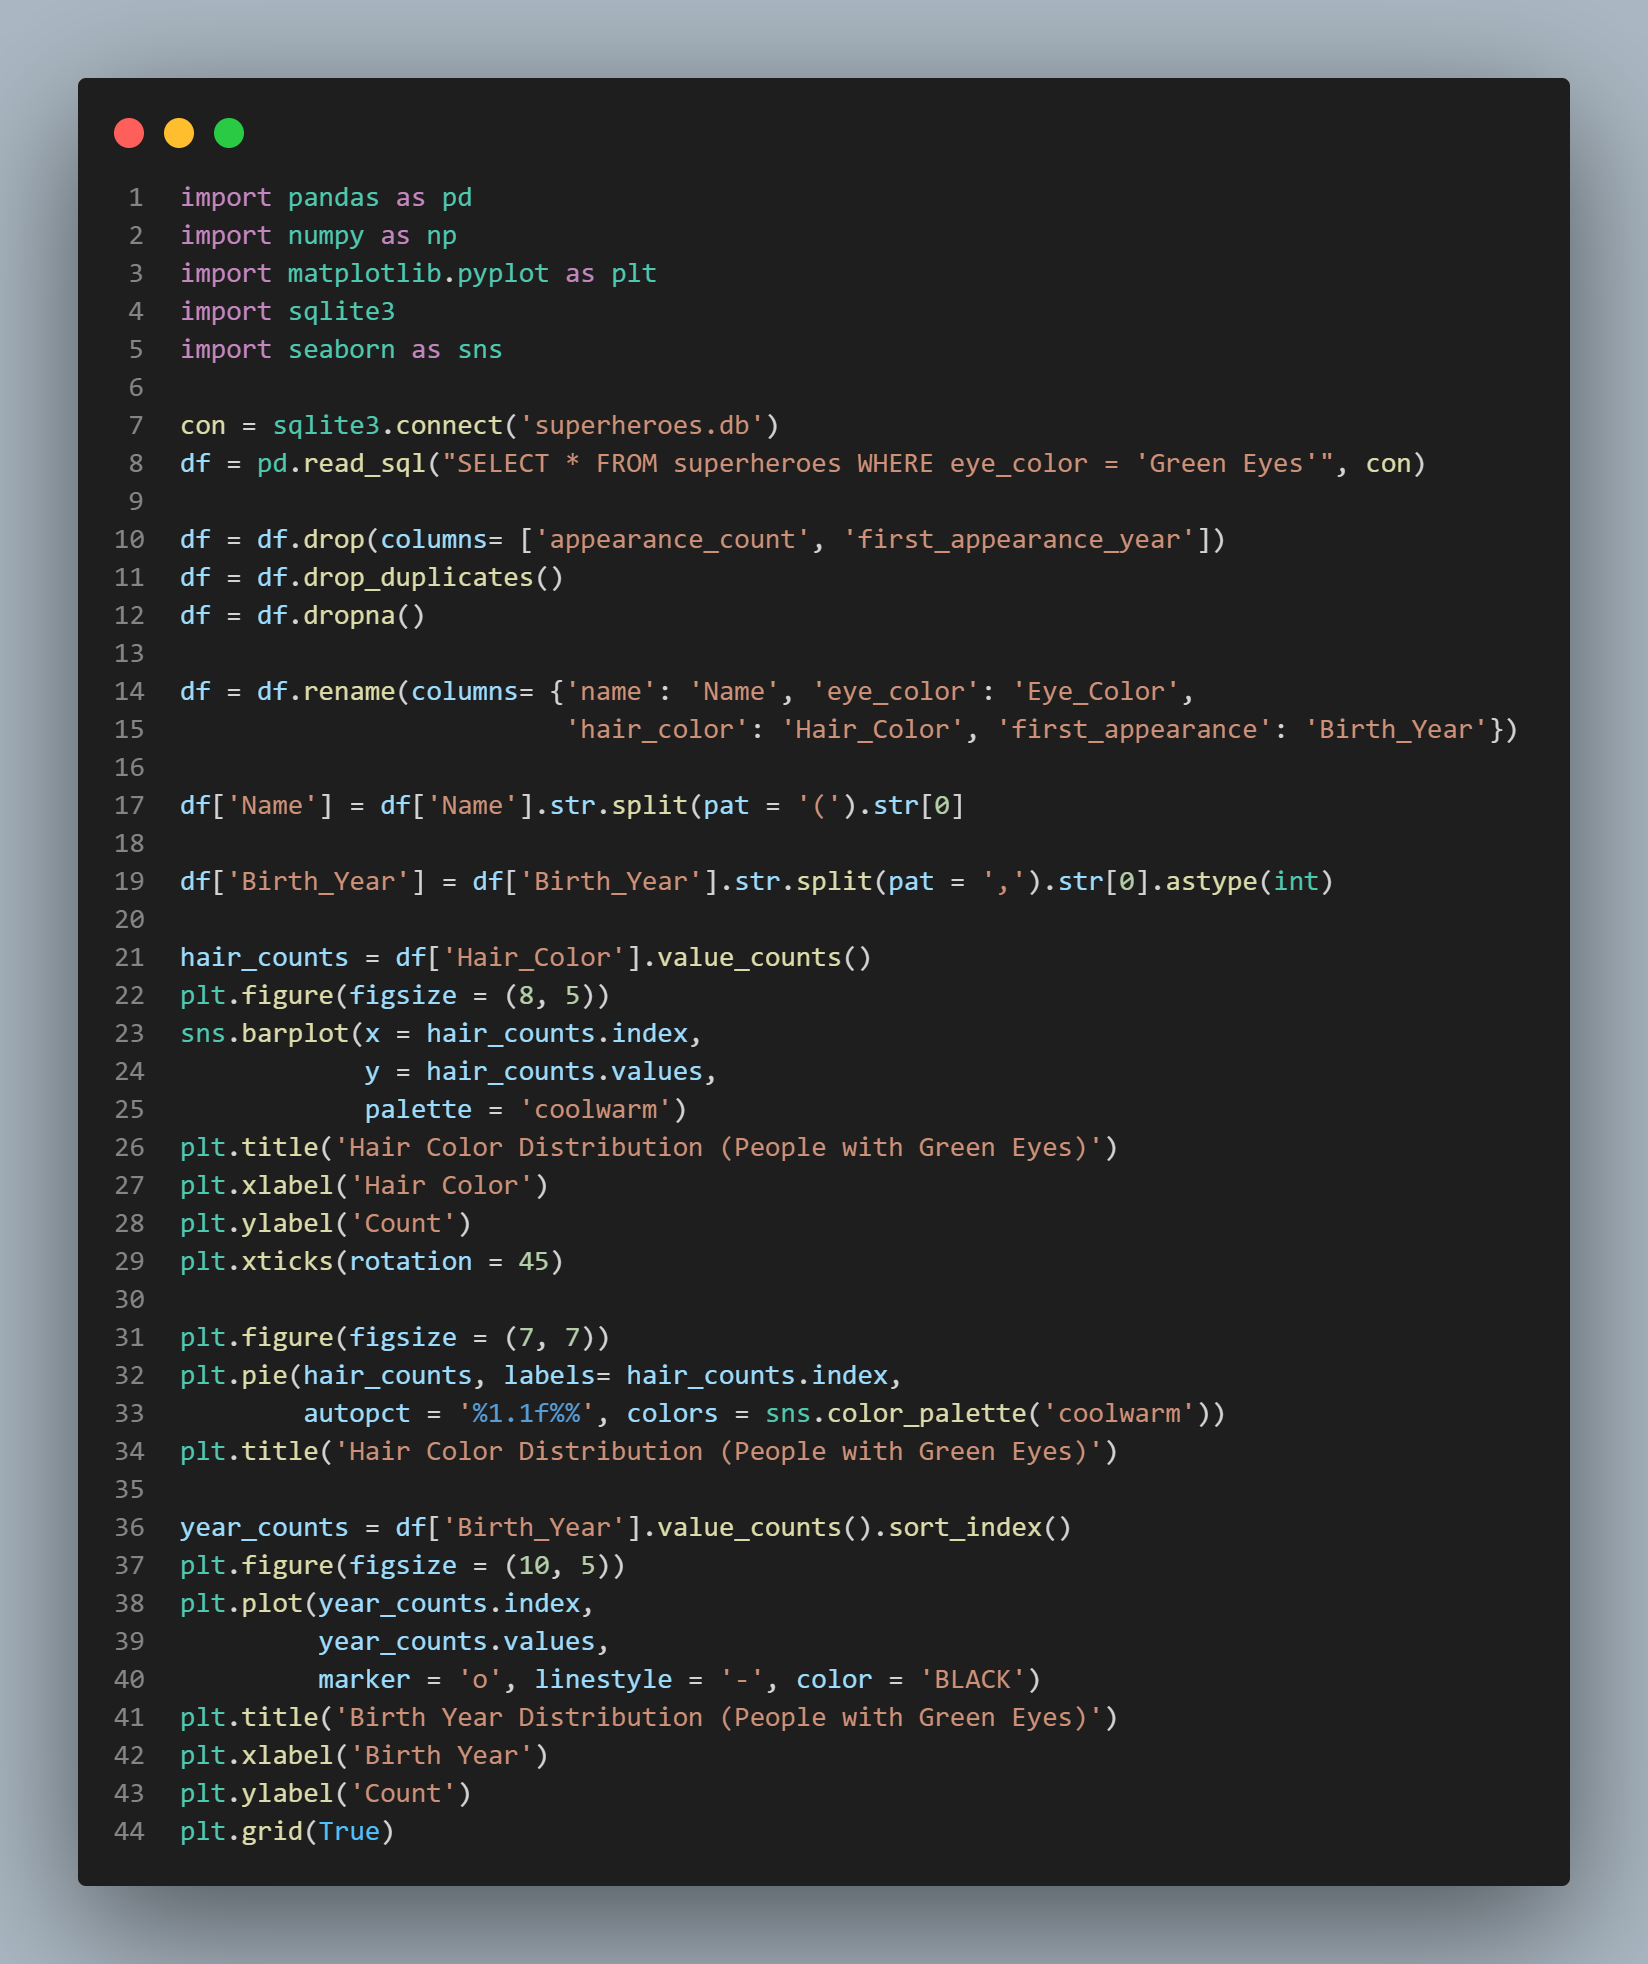 1 import pandas as pd
2 import numpy as np
3 import matplotlib.pyplot as plt
4 import sqlite3
5 import seaborn as sns
6
7 con = sqlite3.connect('superheroes.db')
8 df = pd.read_sql("SELECT * FROM superheroes WHERE eye_color = 'Green Eyes'", con)
9
10 df = df.drop(columns= ['appearance_count', 'first_appearance_year'])
11 df = df.drop_duplicates()
12 df = df.dropna()
13
14 df = df.rename(columns= {'name': 'Name', 'eye_color': 'Eye_Color',
15                          'hair_color': 'Hair_Color', 'first_appearance': 'Birth_Year'})
16
17 df['Name'] = df['Name'].str.split(pat = '(').str[0]
18
19 df['Birth_Year'] = df['Birth_Year'].str.split(pat = ',').str[0].astype(int)
20
21 hair_counts = df['Hair_Color'].value_counts()
22 plt.figure(figsize = (8, 5))
23 sns.barplot(x = hair_counts.index,
24             y = hair_counts.values,
25             palette = 'coolwarm')
26 plt.title('Hair Color Distribution (People with Green Eyes)')
27 plt.xlabel('Hair Color')
28 plt.ylabel('Count')
29 plt.xticks(rotation = 45)
30
31 plt.figure(figsize = (7, 7))
32 plt.pie(hair_counts, labels= hair_counts.index,
33         autopct = '%1.1f%%', colors = sns.color_palette('coolwarm'))
34 plt.title('Hair Color Distribution (People with Green Eyes)')
35
36 year_counts = df['Birth_Year'].value_counts().sort_index()
37 plt.figure(figsize = (10, 5))
38 plt.plot(year_counts.index,
39          year_counts.values,
40          marker = 'o', linestyle = '-', color = 'BLACK')
41 plt.title('Birth Year Distribution (People with Green Eyes)')
42 plt.xlabel('Birth Year')
43 plt.ylabel('Count')
44 plt.grid(True)